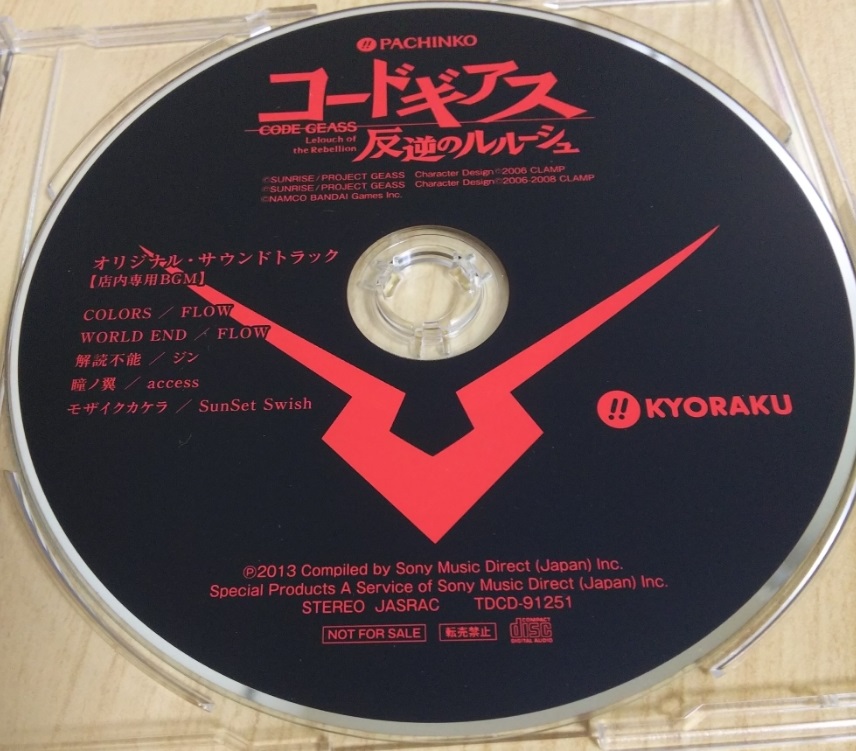 !! PACHINKO
コードギアス
CODE GEASS
Lelouch of
the Rebellion
反逆のルルーシュ
©SUNRISE/PROJECT GEASS Character Design©2006 CLAMP
©SUNRISE/PROJECT GEASS Character Design©2006-2008 CLAMP
©NAMCO BANDAI Games Inc.
オリジナル・サウンドトラック
【店内専用BGM】
COLORS / FLOW
WORLD END / FLOW
解読不能 / ジン
瞳ノ翼 / access
モザイクカケラ / SunSet Swish
!! KYORAKU
℗2013 Compiled by Sony Music Direct (Japan) Inc.
Special Products A Service of Sony Music Direct (Japan) Inc.
STEREO JASRAC TDCD-91251
NOT FOR SALE 転売禁止 COMPACT disc DIGITAL AUDIO